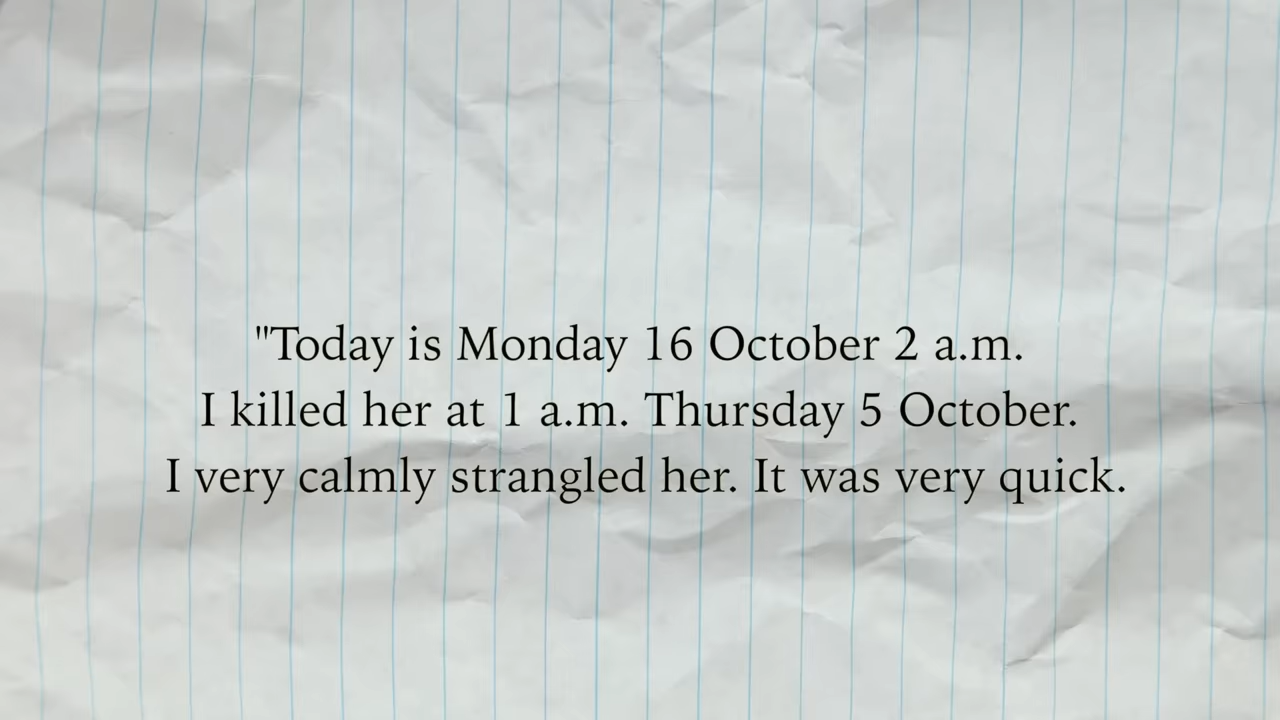 "Today is Monday 16 October 2 a.m.
I killed her at 1 a.m. Thursday 5 October.
I very calmly strangled her. It was very quick.